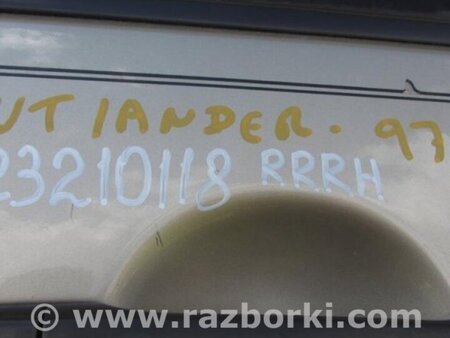 UTLANDER - 97
23210118 RRRH
© www.razborki.com